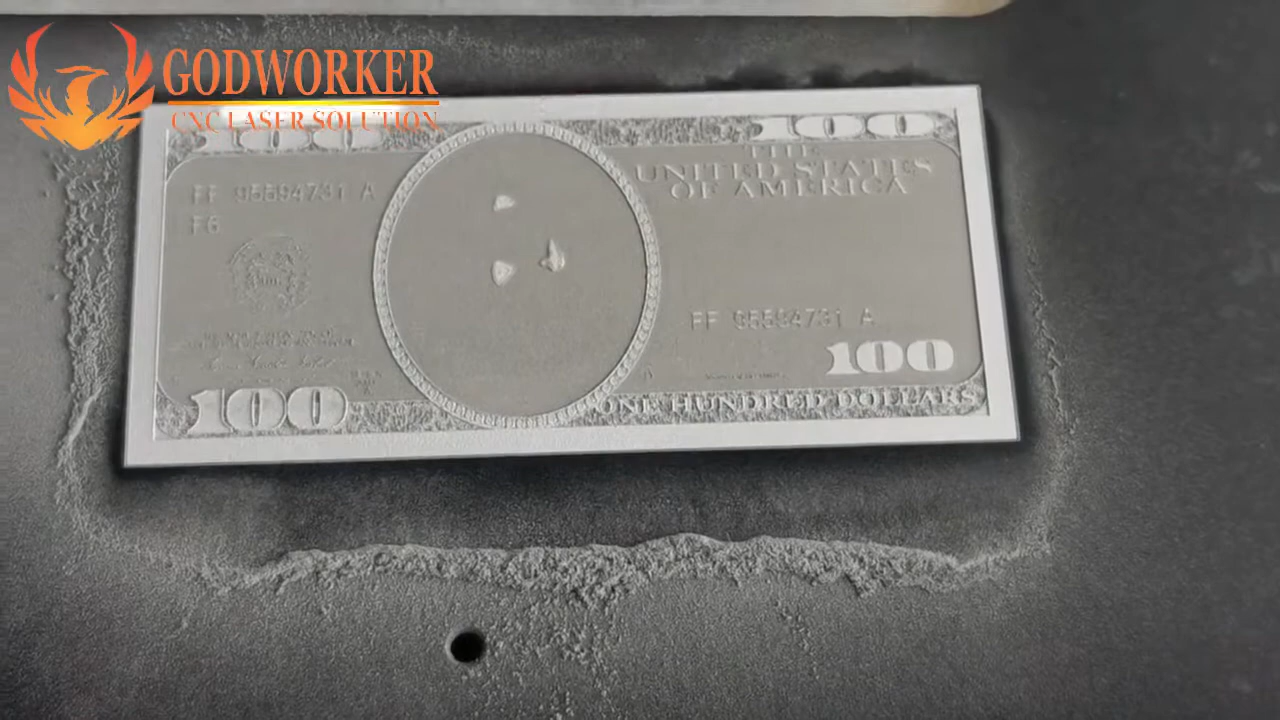 GODWORKER
CNC LASER SOLUTION
100
100
THE
UNITED STATES
OF AMERICA
FF 95594731 A
F6
FF 95594731 A
100
100
ONE HUNDRED DOLLARS